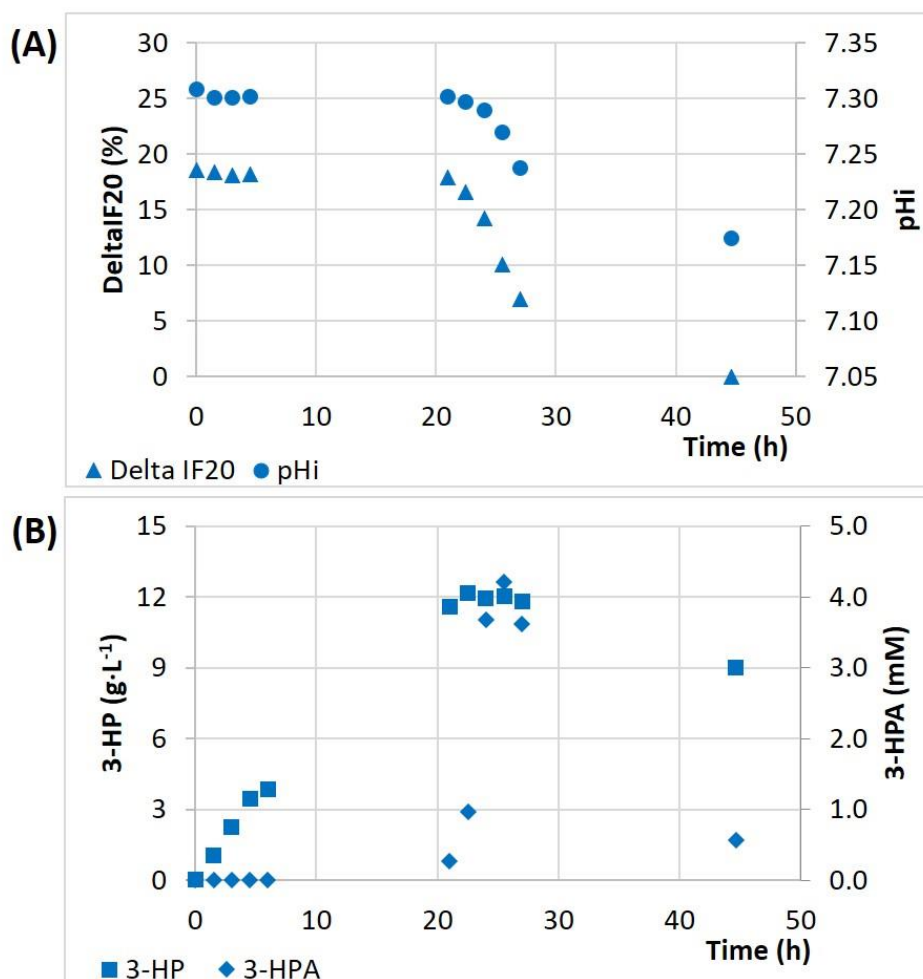 (A)
30 7.35
25 7.30
20 7.25
15 7.20
10 7.15
5 7.10
0 7.05
DeltaIF20 (%)
pHi
0 10 20 30 40 50
Time (h)
Delta IF20 pHi
(B)
15 5.0
12 4.0
9 3.0
6 2.0
3 1.0
0 0.0
3-HP (g·L-1)
3-HPA (mM)
0 10 20 30 40 50
Time (h)
3-HP 3-HPA